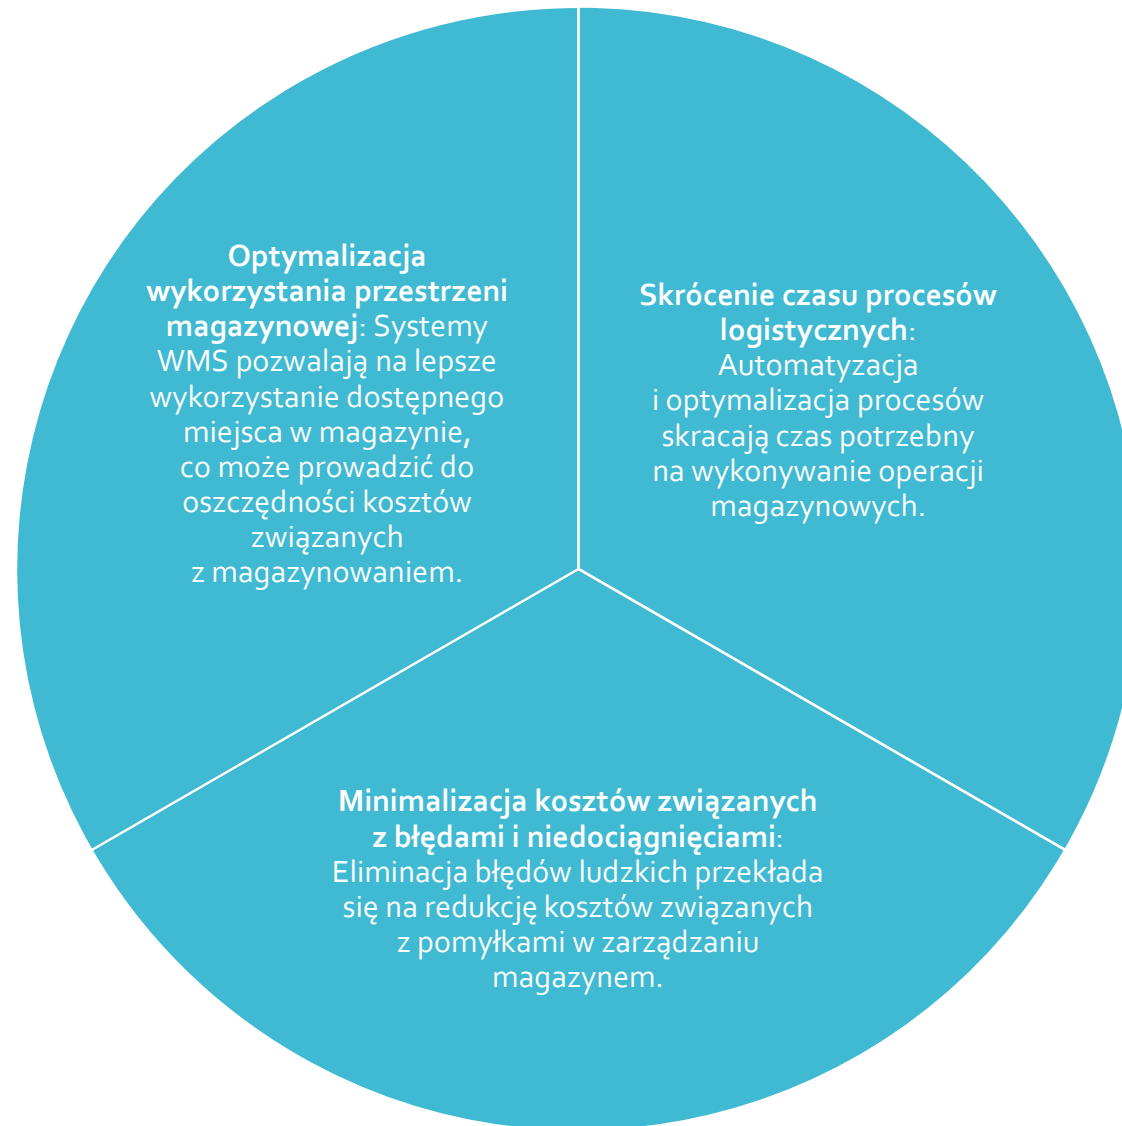 Optymalizacja
wykorzystania przestrzeni
magazynowej: Systemy
WMS pozwalają na lepsze
wykorzystanie dostępnego
miejsca w magazynie,
co może prowadzić do
oszczędności kosztów
związanych
z magazynowaniem.
Skrócenie czasu procesów
logistycznych:
Automatyzacja
i optymalizacja procesów
skracają czas potrzebny
na wykonywanie operacji
magazynowych.
Minimalizacja kosztów związanych
z błędami i niedociągnięciami:
Eliminacja błędów ludzkich przekłada
się na redukcję kosztów związanych
z pomyłkami w zarządzaniu
magazynem.